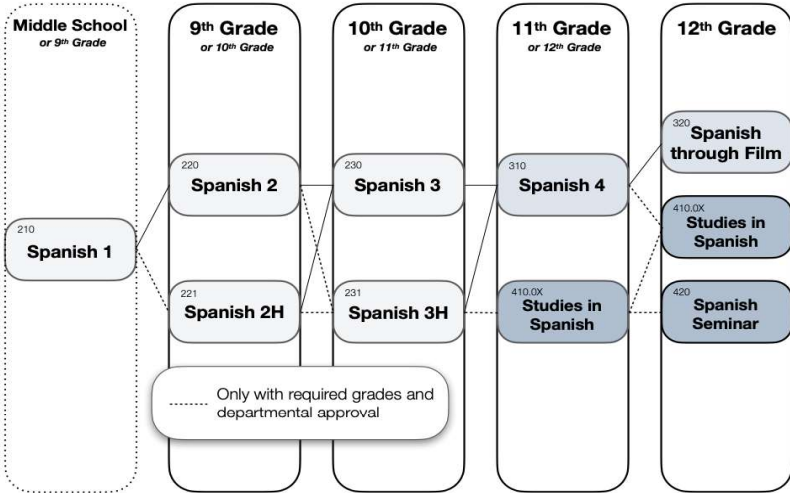 Middle School
or 9th Grade
210
Spanish 1
9th Grade
or 10th Grade
220
Spanish 2
221
Spanish 2H
10th Grade
or 11th Grade
230
Spanish 3
231
Spanish 3H
11th Grade
or 12th Grade
310
Spanish 4
410.0X
Studies in
Spanish
12th Grade
320
Spanish
through Film
410.0X
Studies in
Spanish
420
Spanish
Seminar
Only with required grades and
departmental approval